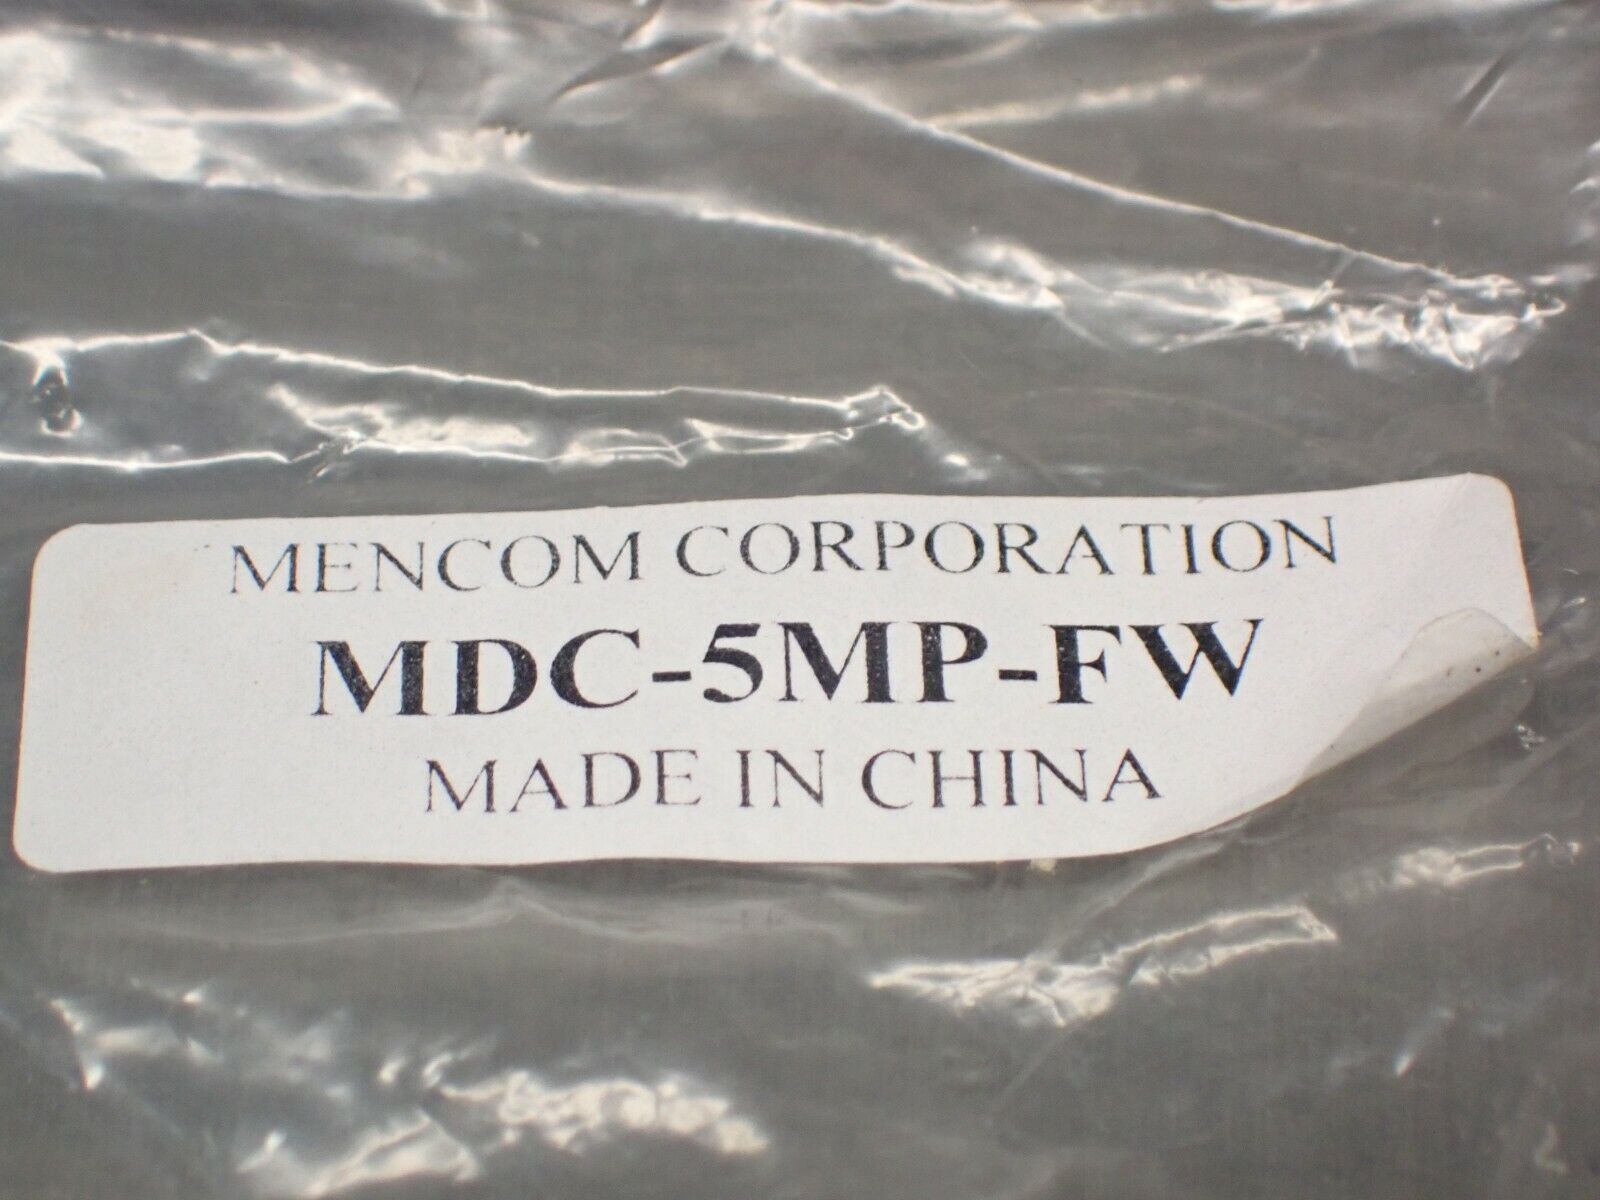 MENCOM CORPORATION
MDC-5MP-FW
MADE IN CHINA